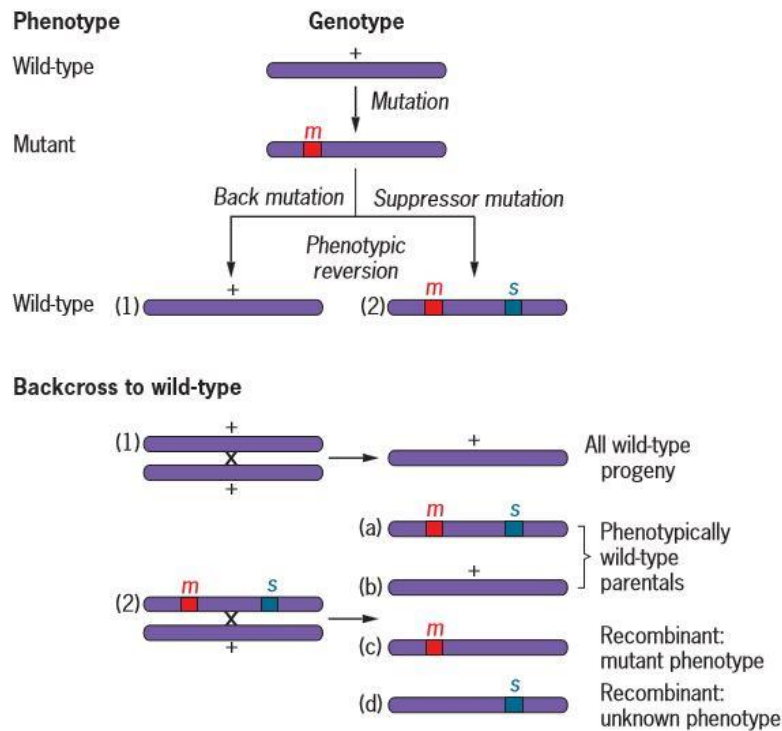 Phenotype Genotype
+
Wild-type
Mutation
m
Mutant
Back mutation Suppressor mutation
Phenotypic
reversion
+ m s
Wild-type (1) (2)
Backcross to wild-type
+
(1)
X
+
+
All wild-type
progeny
m s
(a)
Phenotypically
wild-type
parentals
+
(b)
m s
(2)
X
+
m
(c)
Recombinant:
mutant phenotype
s
(d)
Recombinant:
unknown phenotype